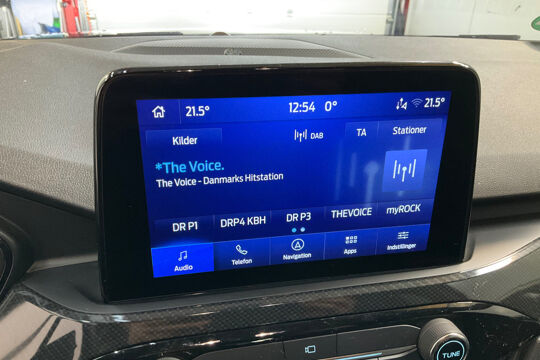 21.5° 12:54 0° 21.5°
Kilder DAB TA Stationer
*The Voice.
The Voice - Danmarks Hitstation
DR P1 DRP4 KBH DR P3 THEVOICE myROCK
Audio Telefon Navigation Apps Indstillinger
TUNE